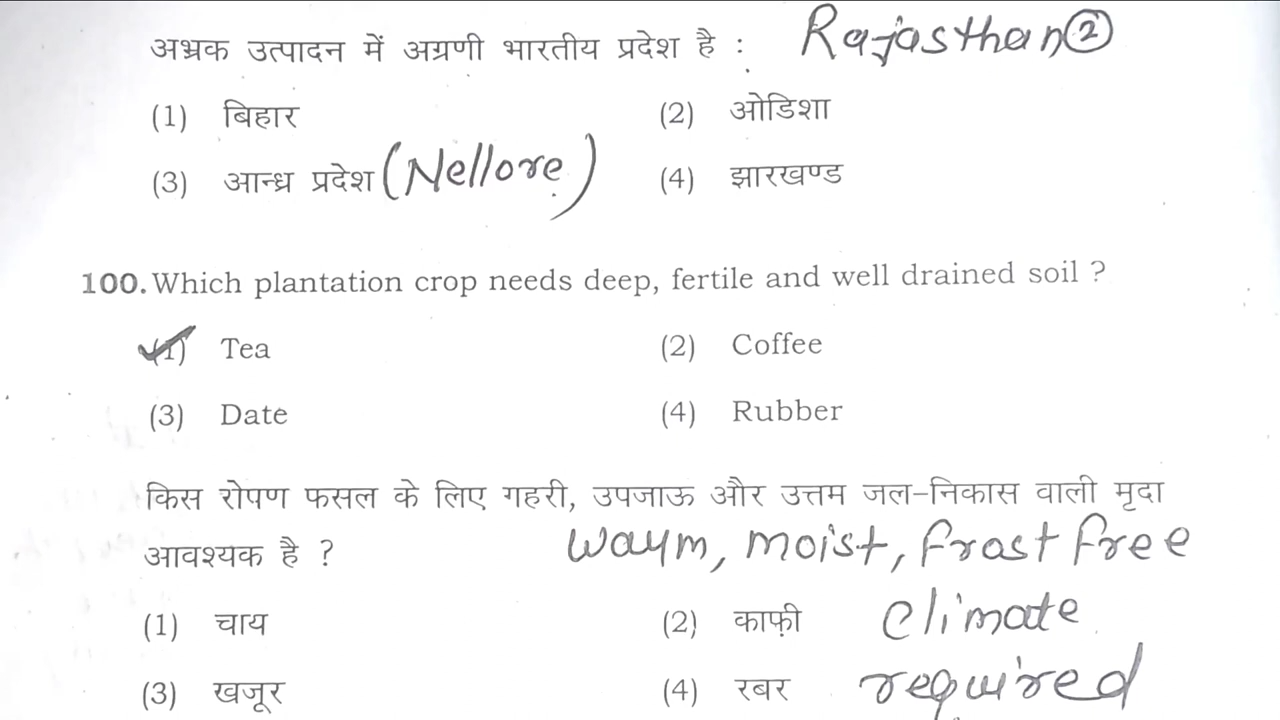 अभ्रक उत्पादन में अग्रणी भारतीय प्रदेश है : Rajasthan ②
(1) बिहार (2) ओडिशा
(3) आन्ध्र प्रदेश (Nellore) (4) झारखण्ड
100. Which plantation crop needs deep, fertile and well drained soil ?
(1) Tea (2) Coffee
(3) Date (4) Rubber
किस रोपण फसल के लिए गहरी, उपजाऊ और उत्तम जल-निकास वाली मृदा
आवश्यक है ? Warm, moist, frost free
(1) चाय (2) काफ़ी climate
(3) खजूर (4) रबर required